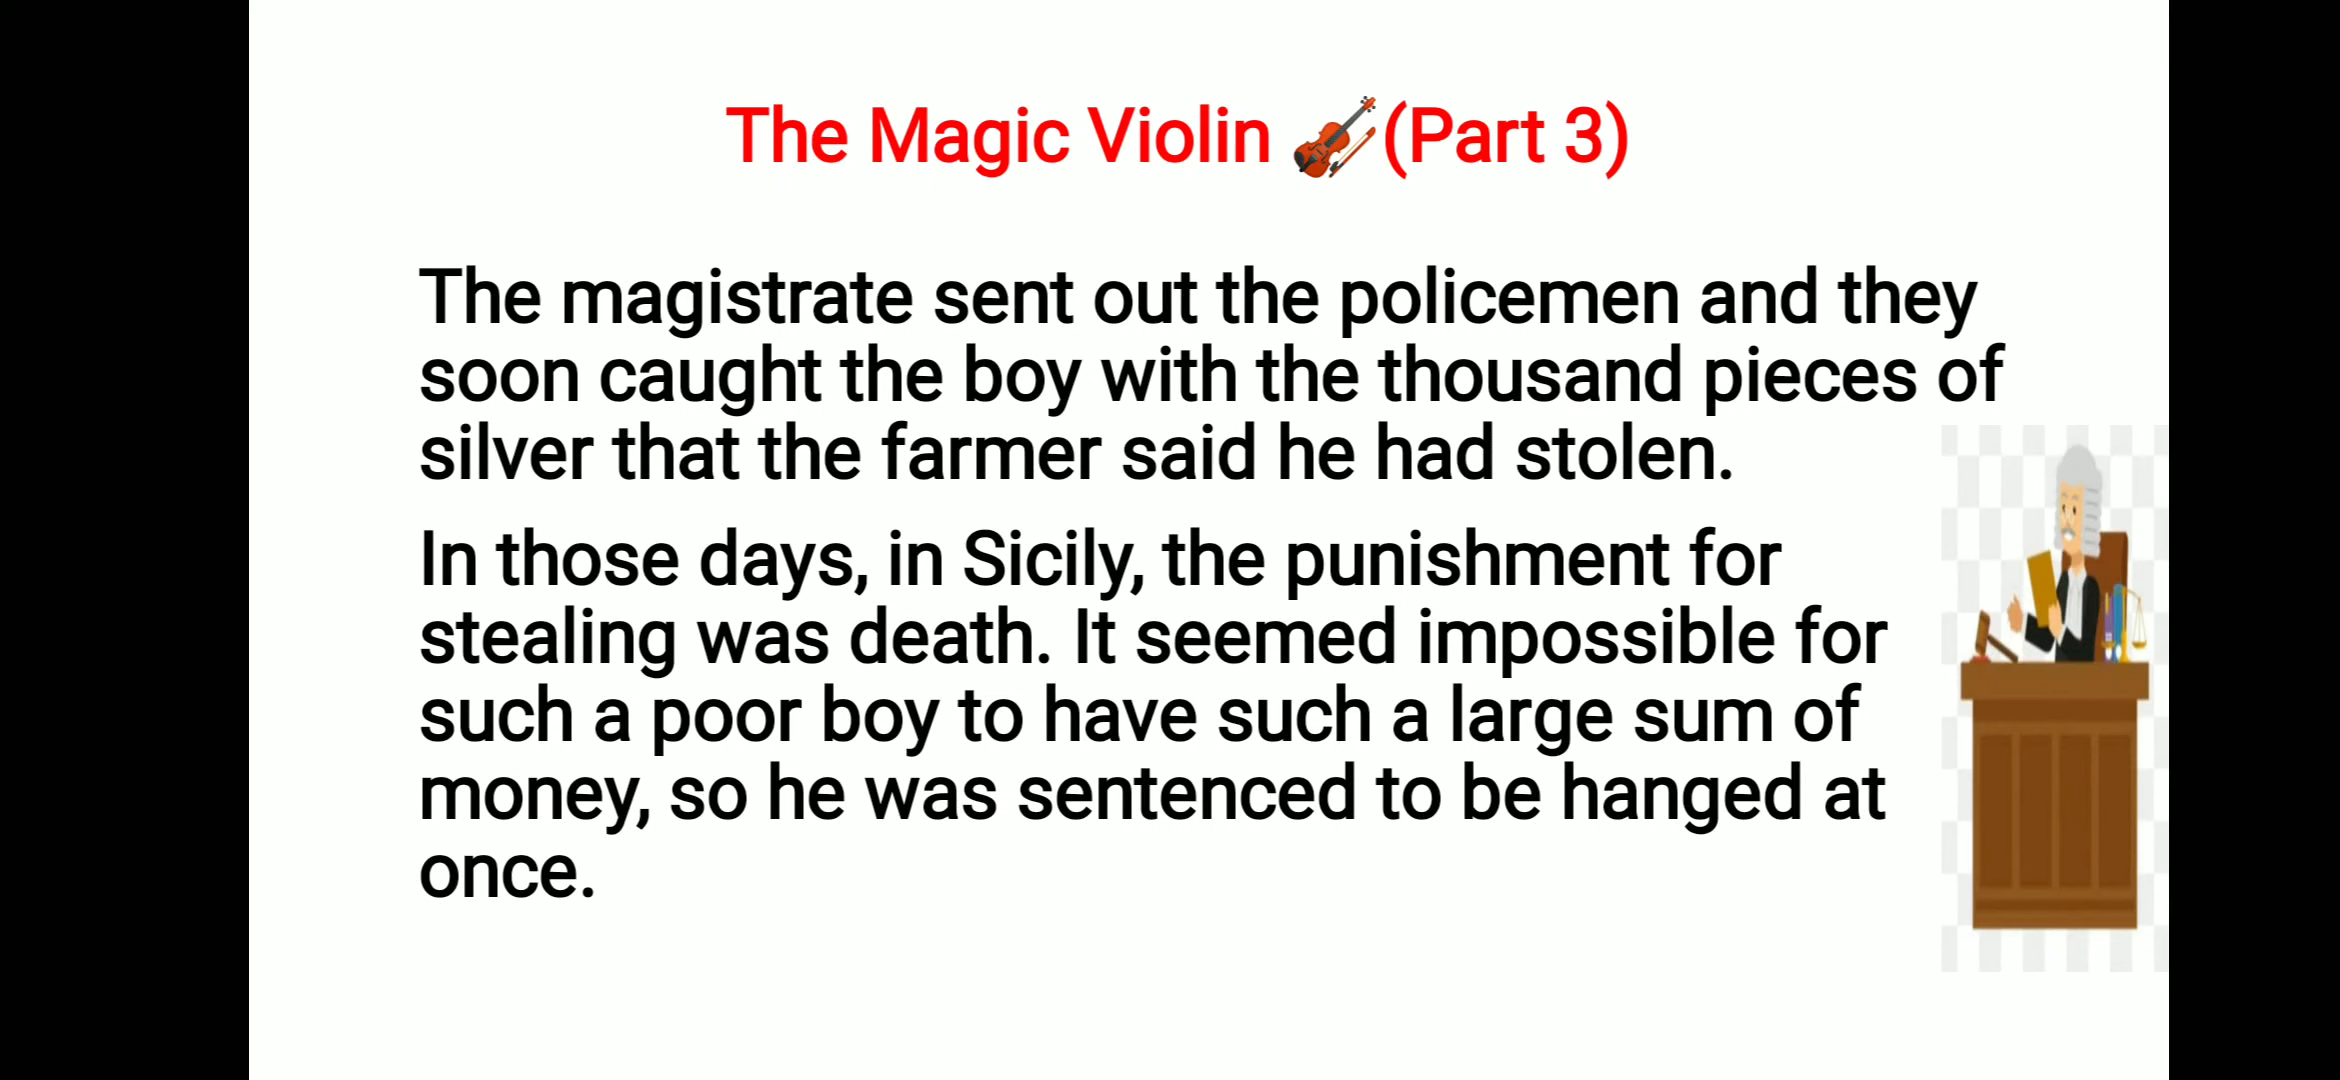 The Magic Violin 🎻(Part 3)
The magistrate sent out the policemen and they
soon caught the boy with the thousand pieces of
silver that the farmer said he had stolen.
In those days, in Sicily, the punishment for
stealing was death. It seemed impossible for
such a poor boy to have such a large sum of
money, so he was sentenced to be hanged at
once.